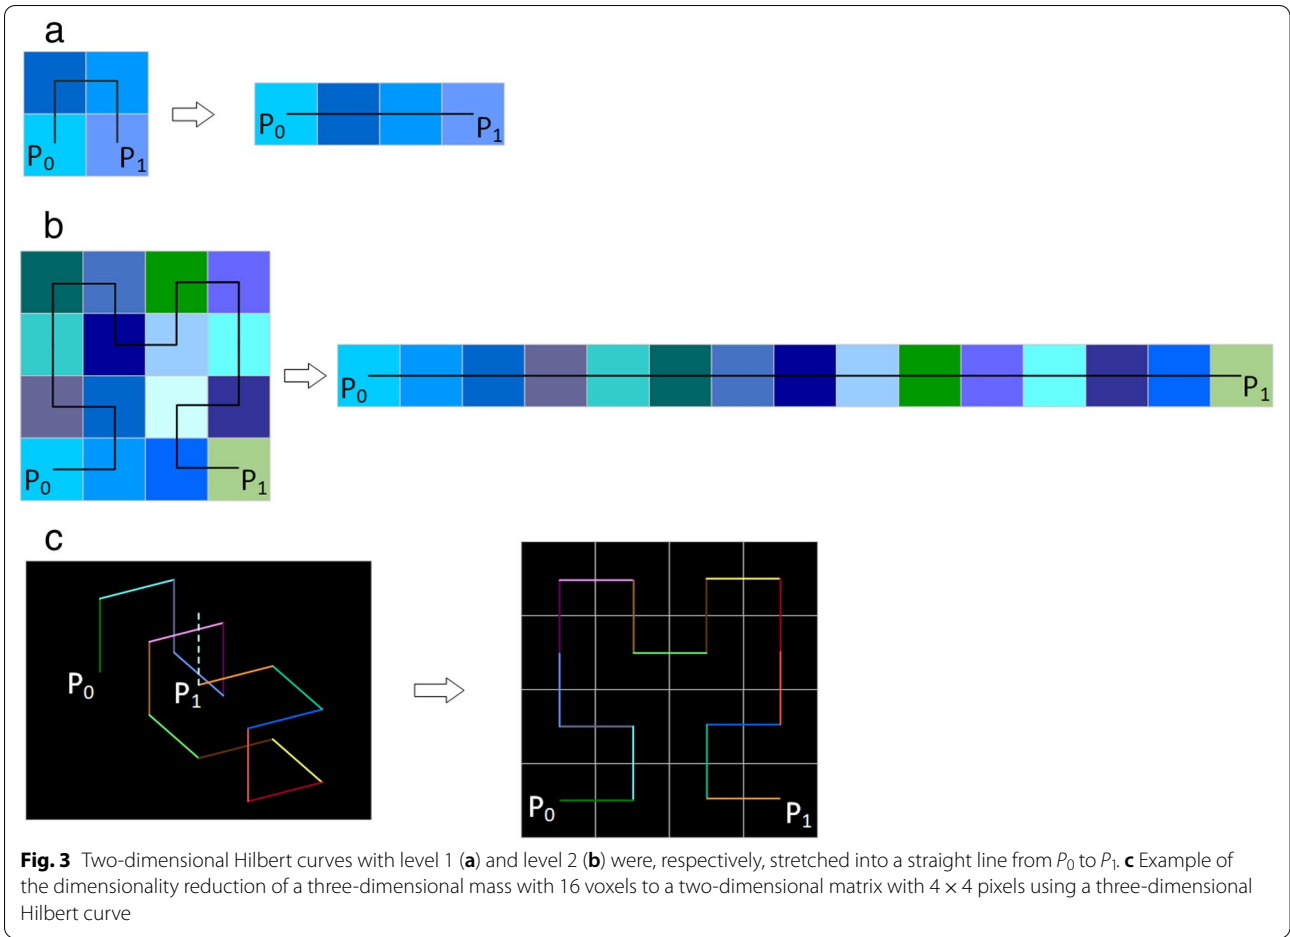 a
P0 P1
P0 P1
b
P0 P1
P0 P1
c
P0
P1
P0 P1
Fig. 3 Two-dimensional Hilbert curves with level 1 (a) and level 2 (b) were, respectively, stretched into a straight line from P0 to P1. c Example of
the dimensionality reduction of a three-dimensional mass with 16 voxels to a two-dimensional matrix with 4 × 4 pixels using a three-dimensional
Hilbert curve